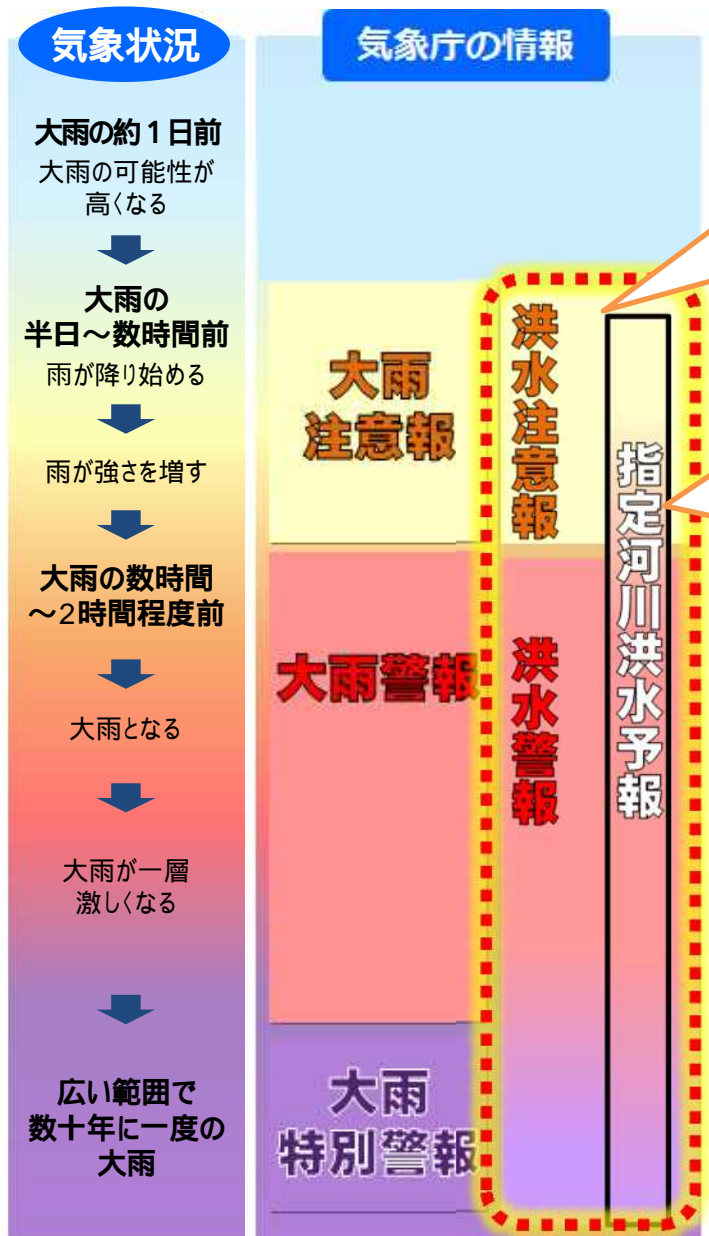 気象状況
大雨の約1日前
大雨の可能性が
高くなる
大雨の
半日~数時間前
雨が降り始める
雨が強さを増す
大雨の数時間
~2時間程度前
大雨となる
大雨が一層
激しくなる
広い範囲で
数十年に一度の
大雨
気象庁の情報
大雨
注意報
大雨警報
大雨
特別警報
洪水注意報
洪水警報
指定河川洪水予報